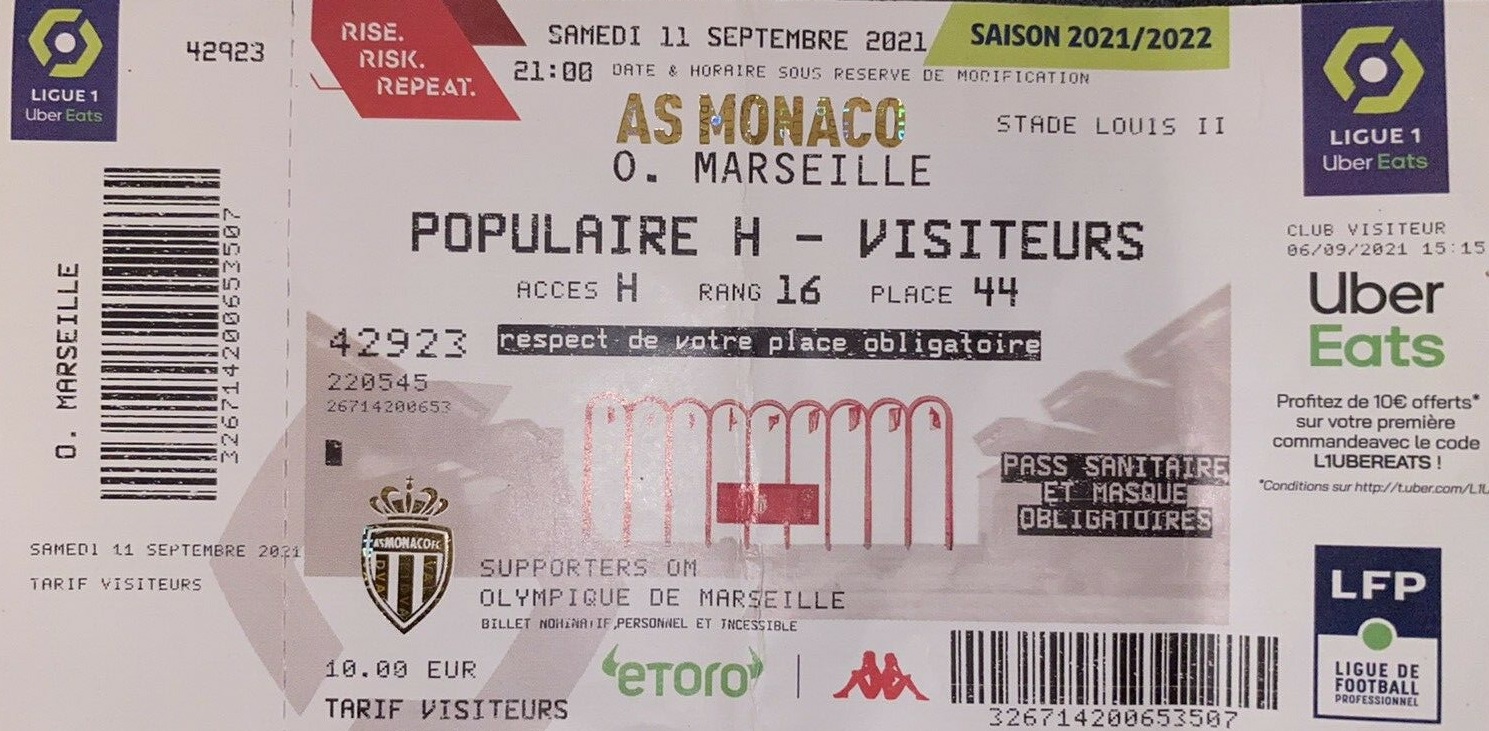 LIGUE 1
Uber Eats
42923
O. MARSEILLE
326714200653507
SAMEDI 11 SEPTEMBRE 2021
TARIF VISITEURS
RISE.
RISK.
REPEAT.
SAMEDI 11 SEPTEMBRE 2021
SAISON 2021/2022
21:00 DATE & HORAIRE SOUS RESERVE DE MODIFICATION
AS MONACO
STADE LOUIS II
O. MARSEILLE
POPULAIRE H - VISITEURS
ACCES H RANG 16 PLACE 44
42923 respect de votre place obligatoire
220545
26714200653
PASS SANITAIRE
ET MASQUE
OBLIGATOIRES
AS MONACO FC
SUPPORTERS OM
OLYMPIQUE DE MARSEILLE
BILLET NOMINATIF,PERSONNEL ET INCESSIBLE
10.00 EUR
TARIF VISITEURS
eToro
326714200653507
LIGUE 1
Uber Eats
CLUB VISITEUR
06/09/2021 15:15
Uber
Eats
Profitez de 10€ offerts*
sur votre première
commandeavec le code
L1UBEREATS !
*Conditions sur http://t.uber.com/L1U
LFP
LIGUE DE
FOOTBALL
PROFESSIONNEL